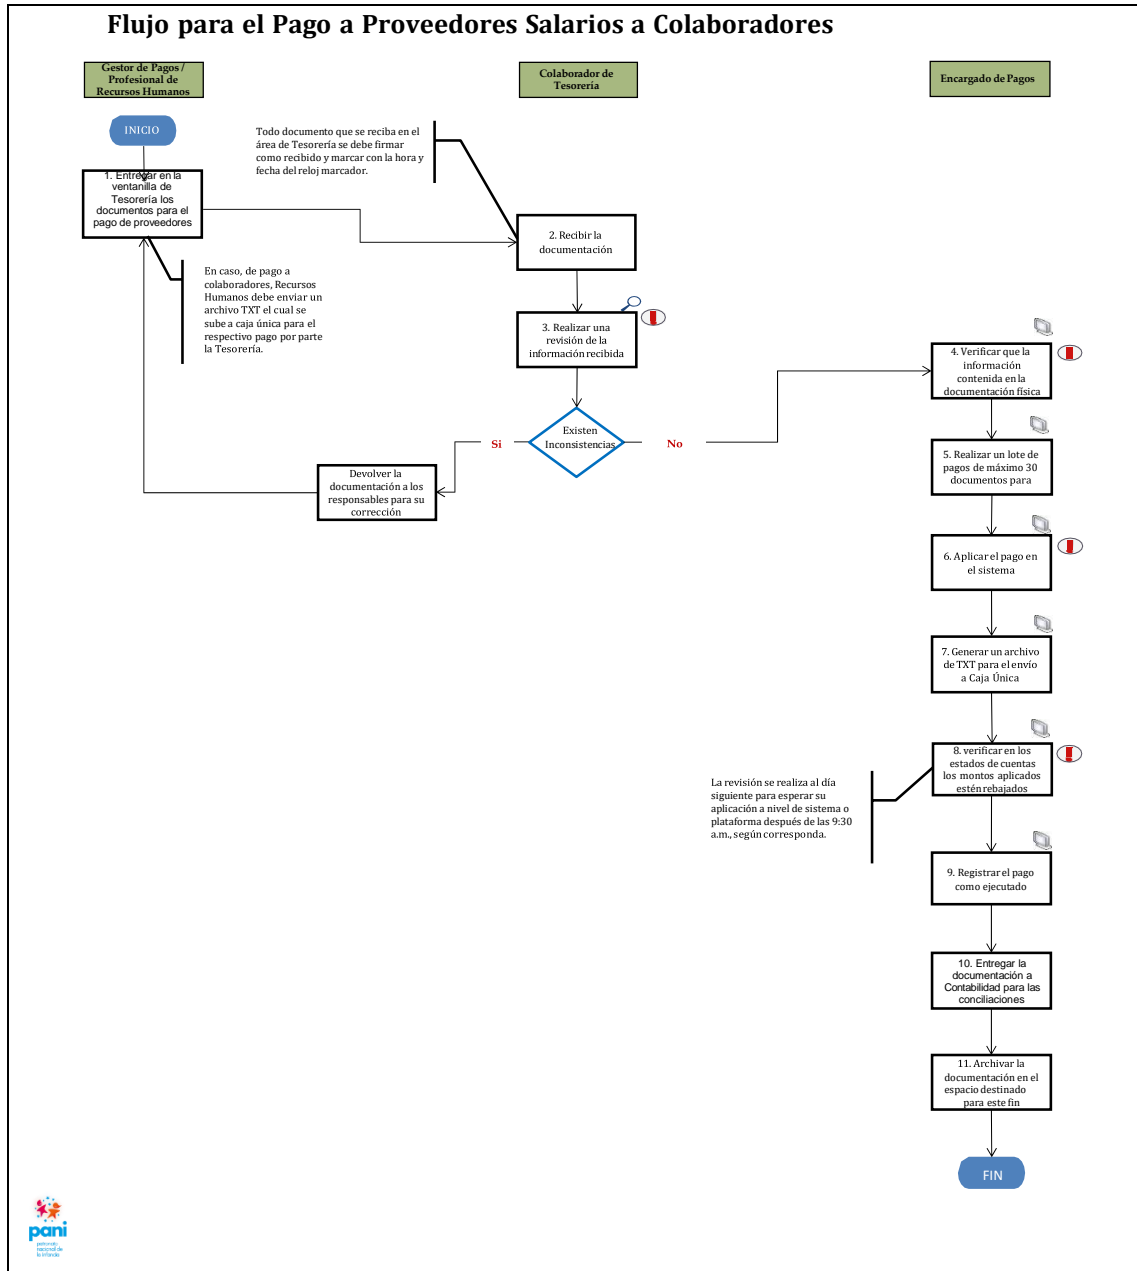 Flujo para el Pago a Proveedores Salarios a Colaboradores
Gestor de Pagos /
Profesional de
Recursos Humanos
Colaborador de
Tesorería
Encargado de Pagos
INICIO
Todo documento que se reciba en el
área de Tesorería se debe firmar
como recibido y marcar con la hora y
fecha del reloj marcador.
1. Entregar en la
ventanilla de
Tesorería los
documentos para el
pago de proveedores
2. Recibir la
documentación
En caso, de pago a
colaboradores, Recursos
Humanos debe enviar un
archivo TXT el cual se
sube a caja única para el
respectivo pago por parte
la Tesorería.
3. Realizar una
revisión de la
información recibida
4. Verificar que la
información
contenida en la
documentación física
Existen
Inconsistencias
Si
No
Devolver la
documentación a los
responsables para su
corrección
5. Realizar un lote de
pagos de máximo 30
documentos para
6. Aplicar el pago en
el sistema
7. Generar un archivo
de TXT para el envío
a Caja Única
8. verificar en los
estados de cuentas
los montos aplicados
estén rebajados
La revisión se realiza al día
siguiente para esperar su
aplicación a nivel de sistema o
plataforma después de las 9:30
a.m., según corresponda.
9. Registrar el pago
como ejecutado
10. Entregar la
documentación a
Contabilidad para las
conciliaciones
11. Archivar la
documentación en el
espacio destinado
para este fin
FIN
pani
patronato
nacional de
la infancia